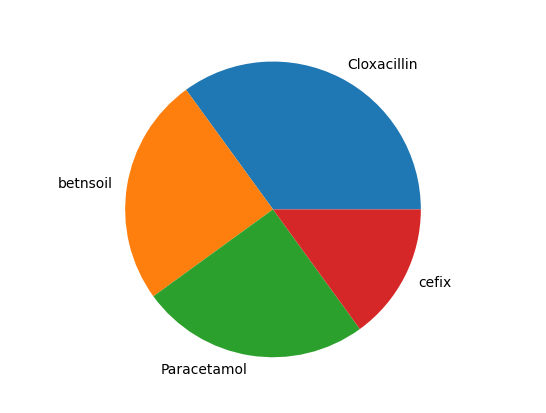 Cloxacillin
betnsoil
cefix
Paracetamol